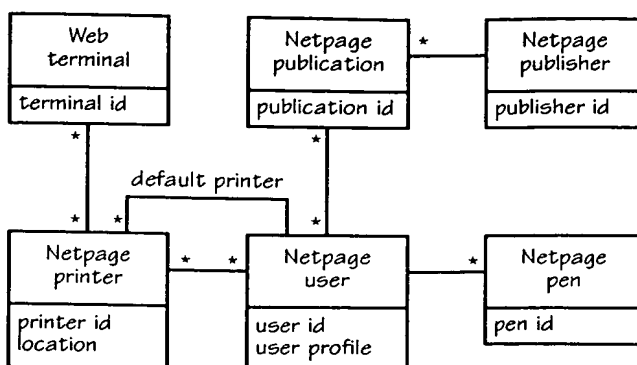 Web
terminal
terminal id
Netpage
publication
publication id
Netpage
publisher
publisher id
*
*
*
*
*
default printer
*
*
*
*
Netpage
printer
printer id
location
Netpage
user
user id
user profile
Netpage
pen
pen id